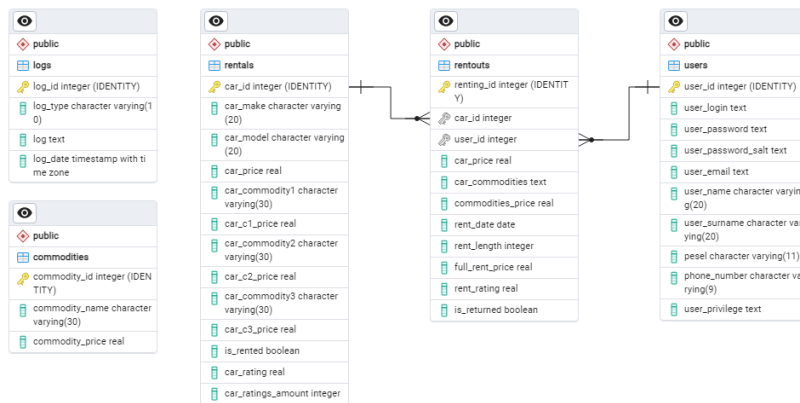 public
logs
log_id integer (IDENTITY)
log_type character varying(1
0)
log text
log_date timestamp with ti
me zone
public
commodities
commodity_id integer (IDEN
TITY)
commodity_name character
varying(30)
commodity_price real
public
rentals
car_id integer (IDENTITY)
car_make character varying
(20)
car_model character varying
(20)
car_price real
car_commodity1 character
varying(30)
car_c1_price real
car_commodity2 character
varying(30)
car_c2_price real
car_commodity3 character
varying(30)
car_c3_price real
is_rented boolean
car_rating real
car_ratings_amount integer
public
rentouts
renting_id integer (IDENTIT
Y)
car_id integer
user_id integer
car_price real
car_commodities text
commodities_price real
rent_date date
rent_length integer
full_rent_price real
rent_rating real
is_returned boolean
public
users
user_id integer (IDENTITY)
user_login text
user_password text
user_password_salt text
user_email text
user_name character varyin
g(20)
user_surname character va
rying(20)
pesel character varying(11)
phone_number character va
rying(9)
user_privilege text